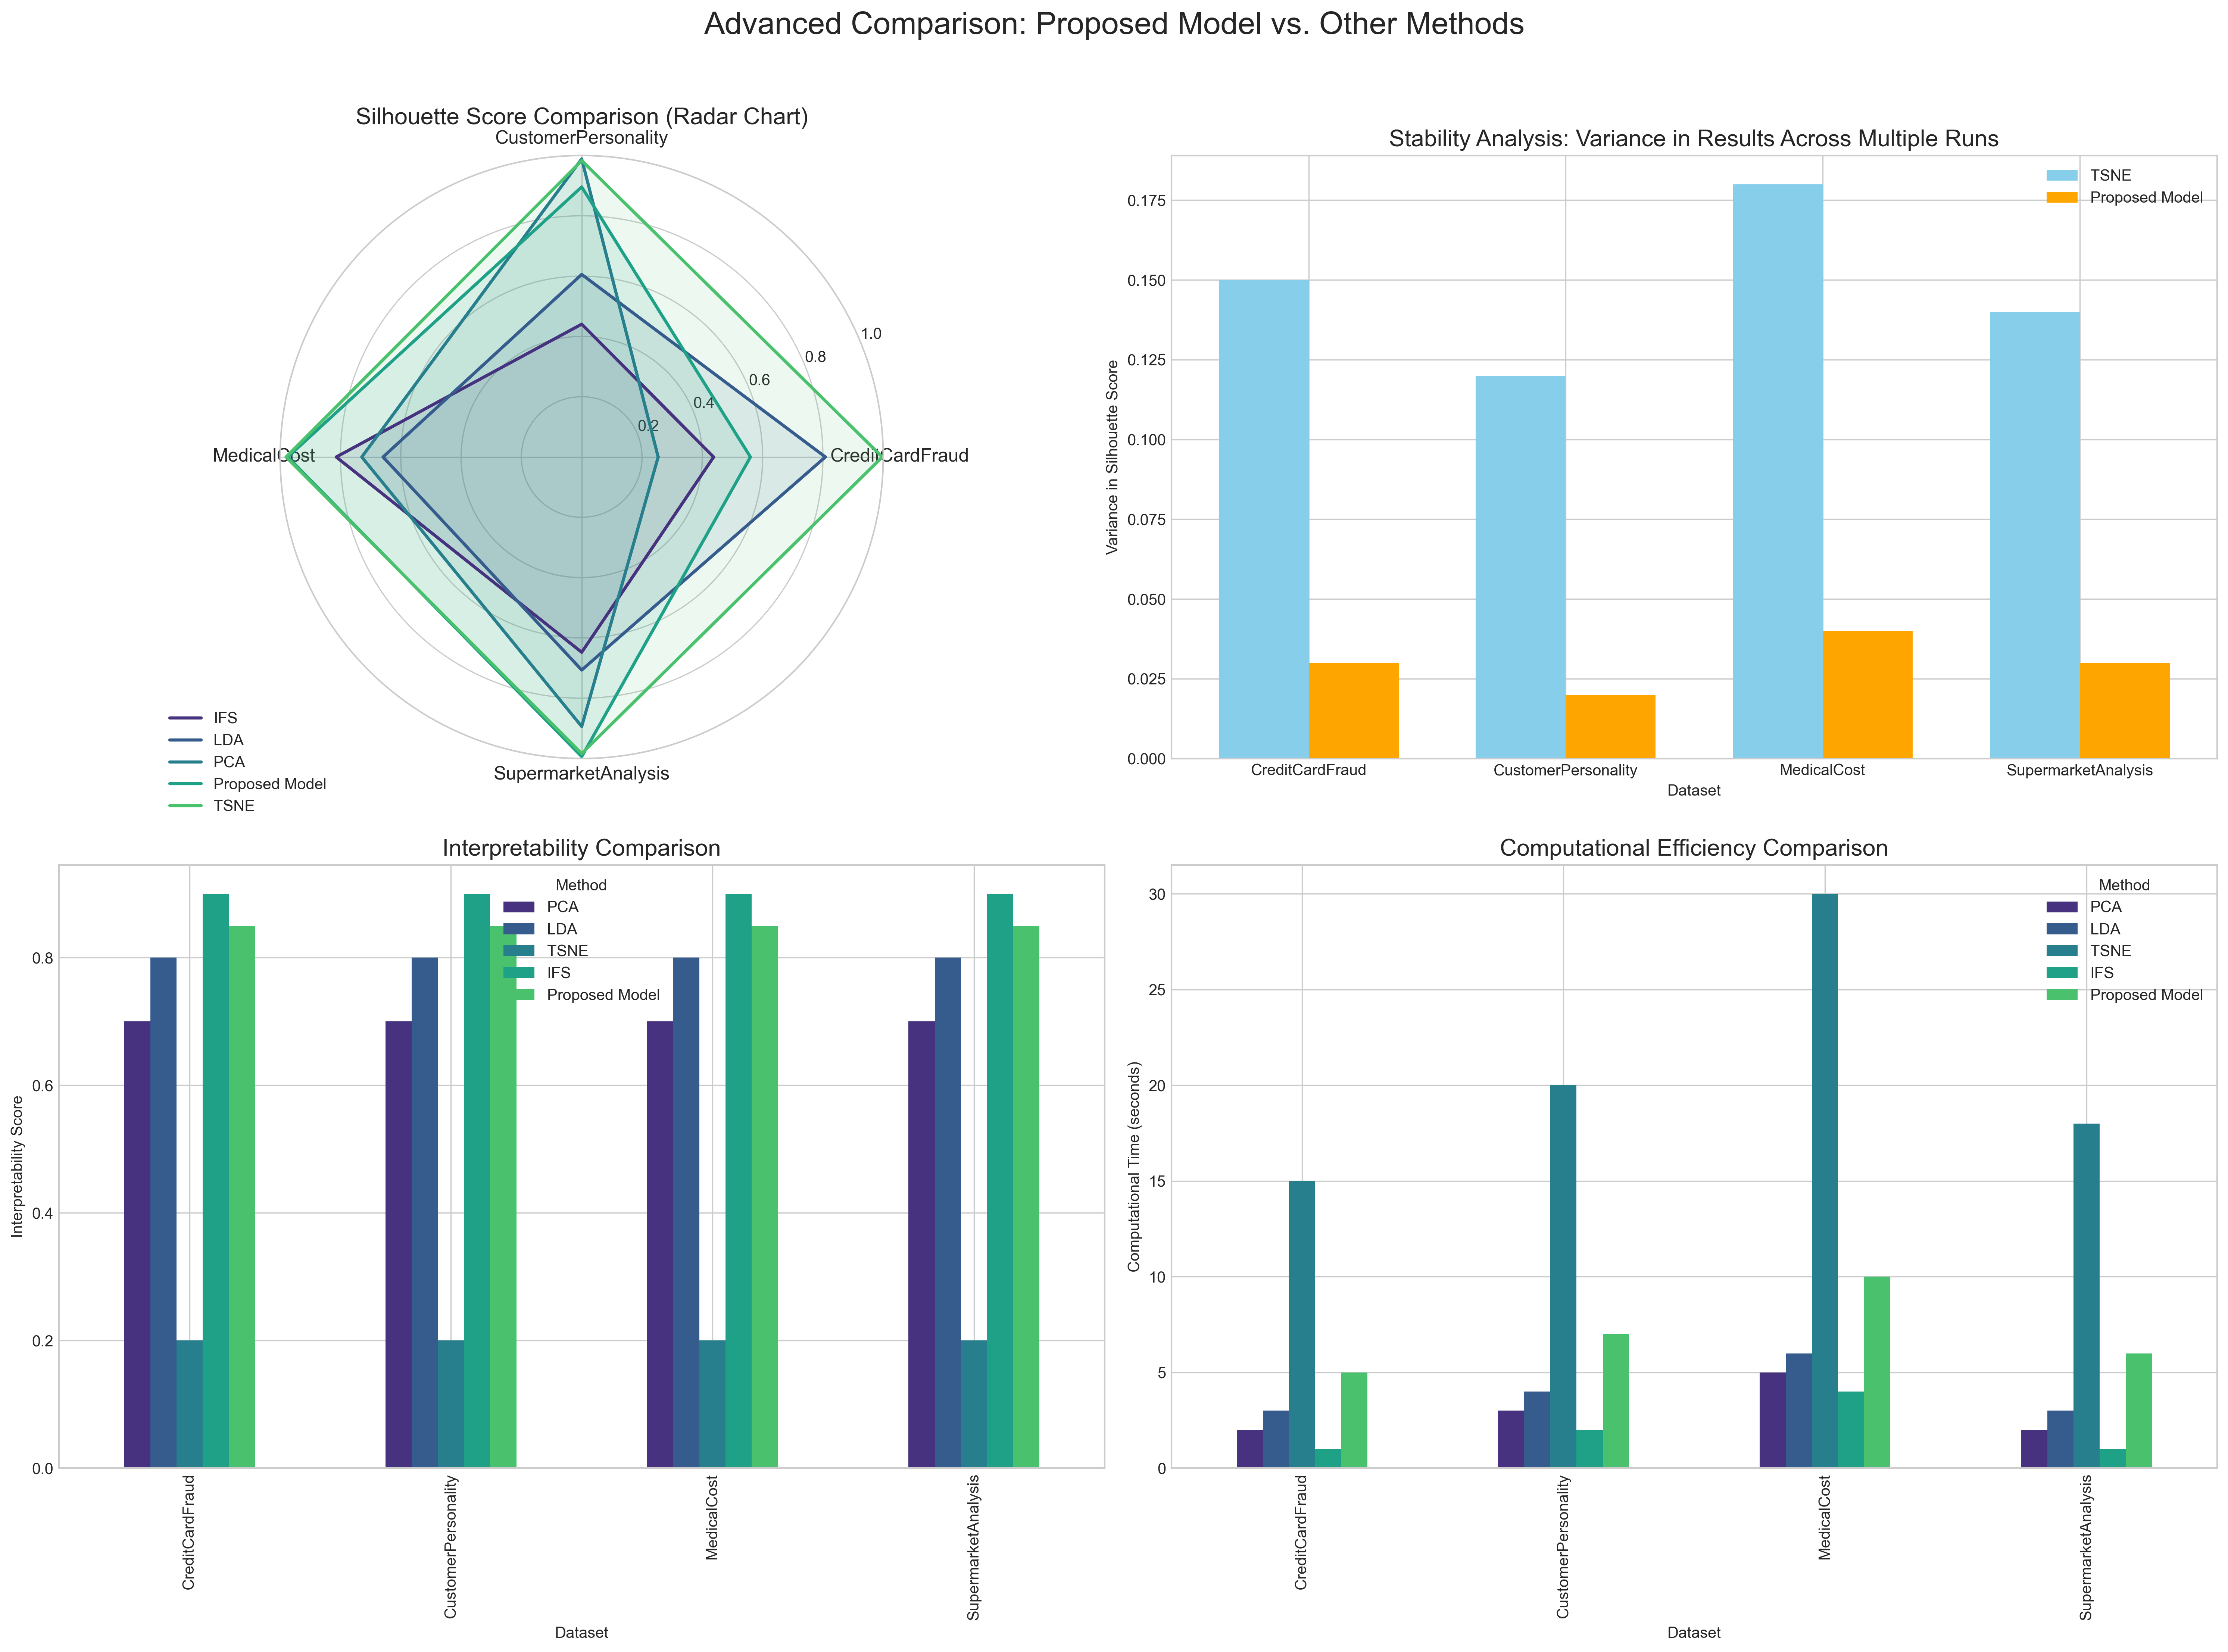 Advanced Comparison: Proposed Model vs. Other Methods
Silhouette Score Comparison (Radar Chart)
CustomerPersonality
1.0
0.8
0.6
0.4
0.2
MedicalCost
CreditCardFraud
SupermarketAnalysis
IFS
LDA
PCA
Proposed Model
TSNE
Stability Analysis: Variance in Results Across Multiple Runs
TSNE
Proposed Model
Variance in Silhouette Score
0.175
0.150
0.125
0.100
0.075
0.050
0.025
0.000
CreditCardFraud
CustomerPersonality
MedicalCost
SupermarketAnalysis
Dataset
Interpretability Comparison
Method
PCA
LDA
TSNE
IFS
Proposed Model
Interpretability Score
0.8
0.6
0.4
0.2
0.0
CreditCardFraud
CustomerPersonality
MedicalCost
SupermarketAnalysis
Dataset
Computational Efficiency Comparison
Method
PCA
LDA
TSNE
IFS
Proposed Model
Computational Time (seconds)
30
25
20
15
10
5
0
CreditCardFraud
CustomerPersonality
MedicalCost
SupermarketAnalysis
Dataset